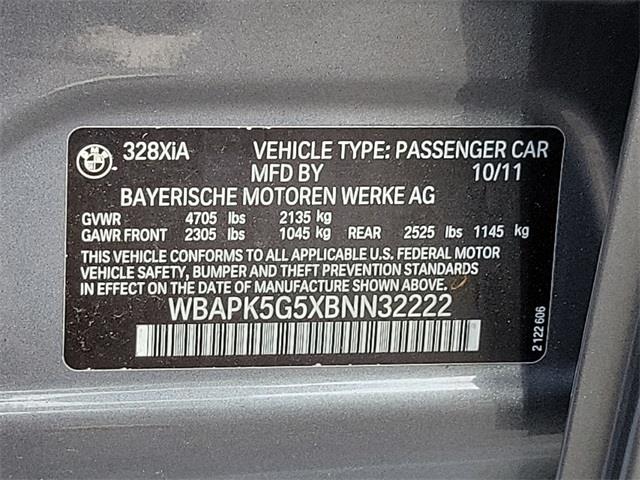 328XiA VEHICLE TYPE: PASSENGER CAR
MFD BY 10/11
BAYERISCHE MOTOREN WERKE AG
GVWR 4705 lbs 2135 kg
GAWR FRONT 2305 lbs 1045 kg REAR 2525 lbs 1145 kg
THIS VEHICLE CONFORMS TO ALL APPLICABLE U.S. FEDERAL MOTOR
VEHICLE SAFETY, BUMPER AND THEFT PREVENTION STANDARDS
IN EFFECT ON THE DATE OF MANUFACTURE SHOWN ABOVE.
WBAPK5G5XBNN32222
2 122 606